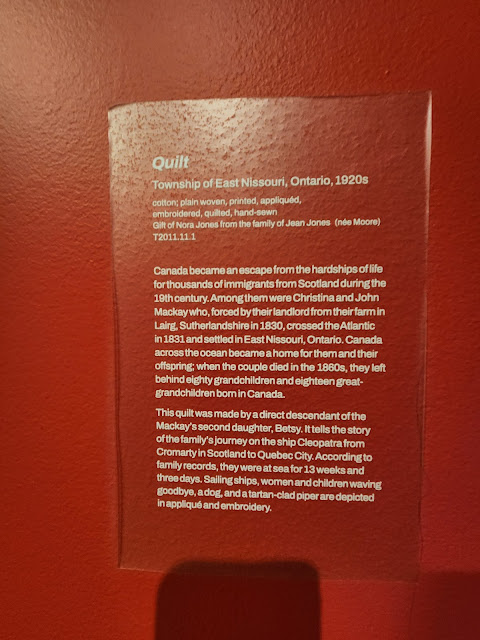 Quilt
Township of East Nissouri, Ontario, 1920s
cotton; plain woven, printed, appliquéd,
embroidered, quilted, hand-sewn
Gift of Nora Jones from the family of Jean Jones (née Moore)
T2011.11.1
Canada became an escape from the hardships of life
for thousands of immigrants from Scotland during the
19th century. Among them were Christina and John
Mackay who, forced by their landlord from their farm in
Lairg, Sutherlandshire in 1830, crossed the Atlantic
in 1831 and settled in East Nissouri, Ontario. Canada
across the ocean became a home for them and their
offspring; when the couple died in the 1860s, they left
behind eighty grandchildren and eighteen great-
grandchildren born in Canada.
This quilt was made by a direct descendant of the
Mackay's second daughter, Betsy. It tells the story
of the family's journey on the ship Cleopatra from
Cromarty in Scotland to Quebec City. According to
family records, they were at sea for 13 weeks and
three days. Sailing ships, women and children waving
goodbye, a dog, and a tartan-clad piper are depicted
in appliqué and embroidery.